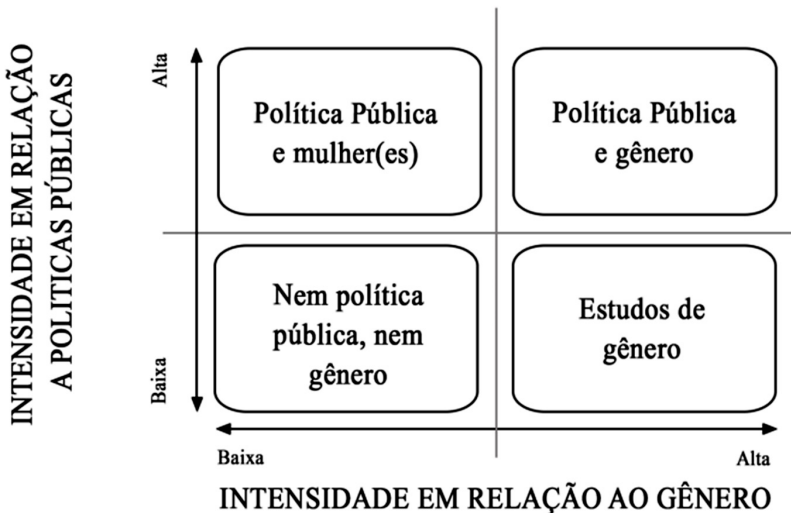 INTENSIDADE EM RELAÇÃO
A POLITICAS PÚBLICAS
Alta
Baixa
Política Pública
e mulher(es)
Política Pública
e gênero
Nem política
pública, nem
gênero
Estudos de
gênero
Baixa
Alta
INTENSIDADE EM RELAÇÃO AO GÊNERO